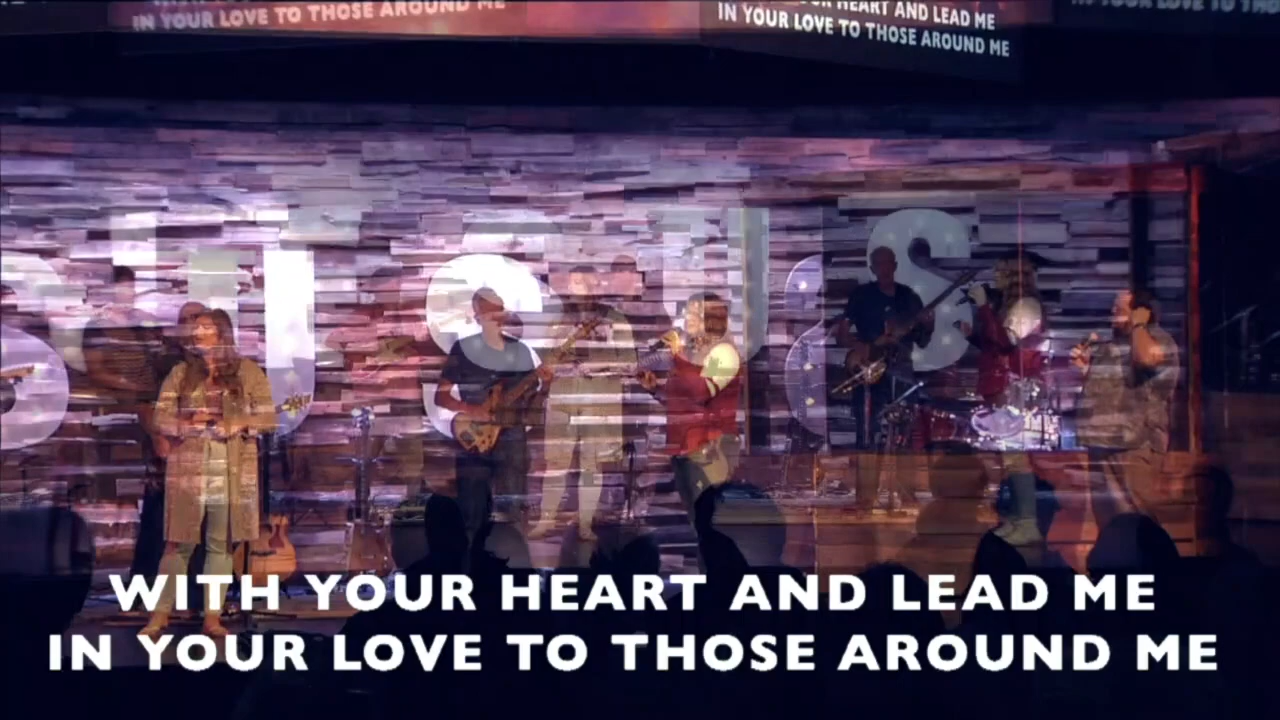 IN YOUR LOVE TO THOSE AROUND ME
HEART AND LEAD ME
IN YOUR LOVE TO THOSE AROUND ME
WITH YOUR HEART AND LEAD ME
IN YOUR LOVE TO THOSE AROUND ME